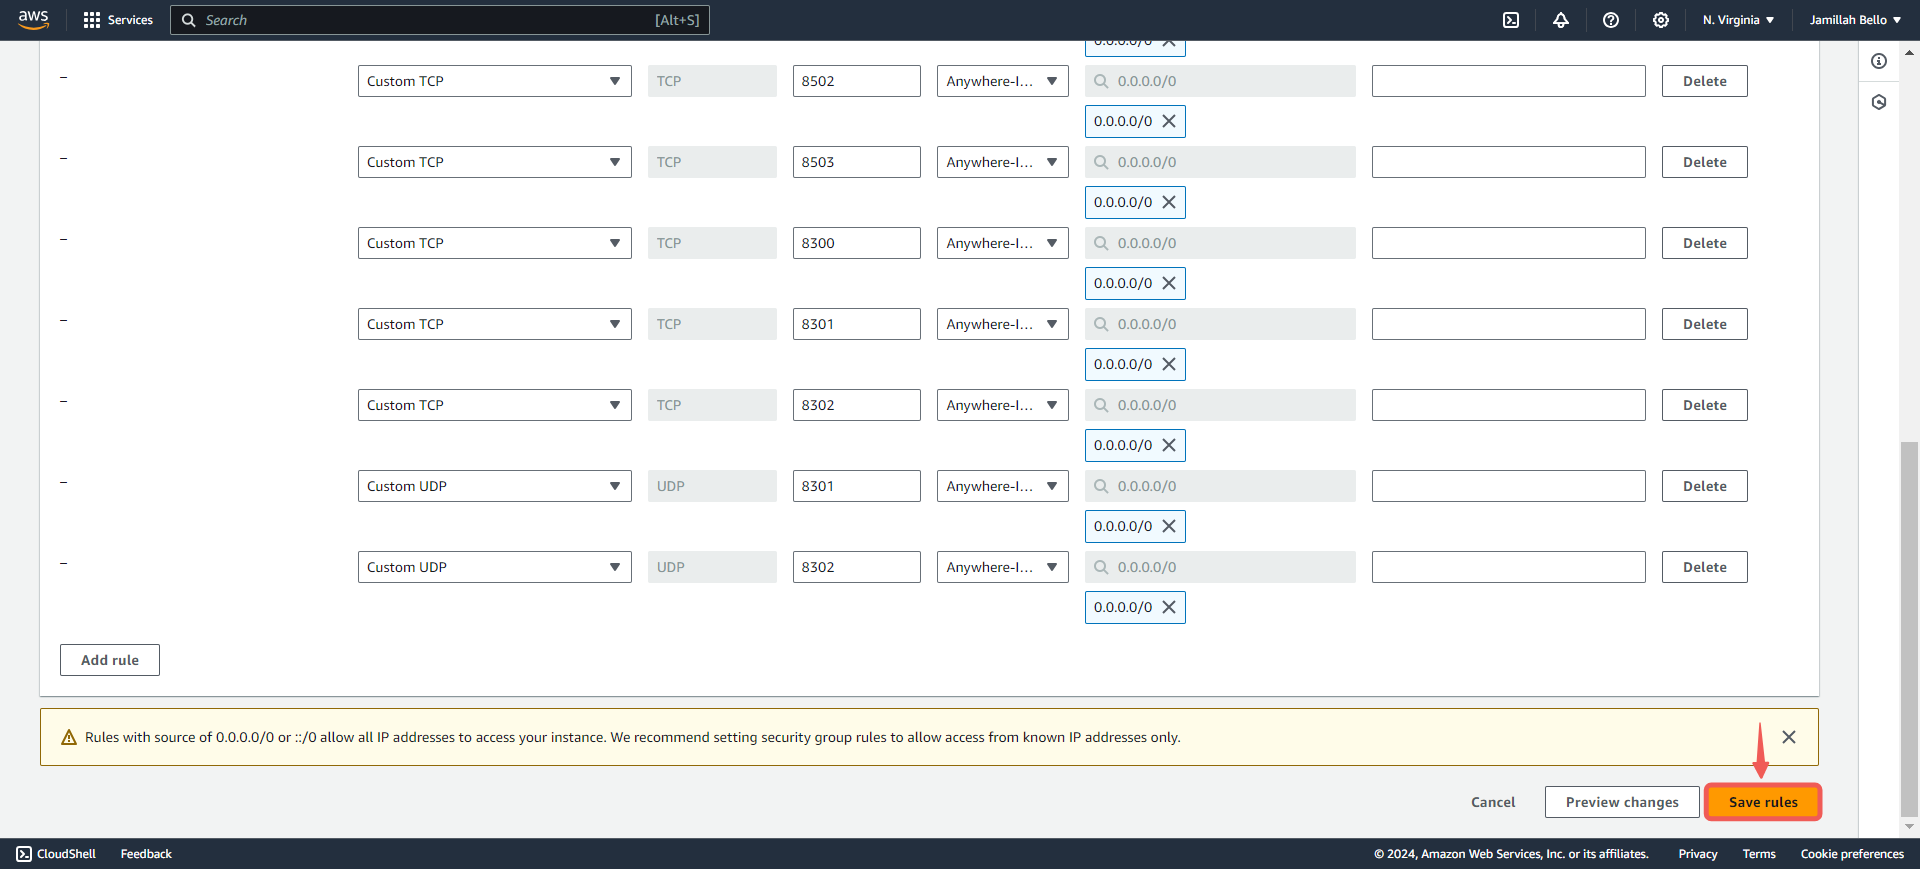 aws Services Search [Alt+S] N. Virginia Jamillah Bello
0.0.0.0/0
– Custom TCP TCP 8502 Anywhere-I... 0.0.0.0/0 Delete
0.0.0.0/0
– Custom TCP TCP 8503 Anywhere-I... 0.0.0.0/0 Delete
0.0.0.0/0
– Custom TCP TCP 8300 Anywhere-I... 0.0.0.0/0 Delete
0.0.0.0/0
– Custom TCP TCP 8301 Anywhere-I... 0.0.0.0/0 Delete
0.0.0.0/0
– Custom TCP TCP 8302 Anywhere-I... 0.0.0.0/0 Delete
0.0.0.0/0
– Custom UDP UDP 8301 Anywhere-I... 0.0.0.0/0 Delete
0.0.0.0/0
– Custom UDP UDP 8302 Anywhere-I... 0.0.0.0/0 Delete
0.0.0.0/0
Add rule
Rules with source of 0.0.0.0/0 or ::/0 allow all IP addresses to access your instance. We recommend setting security group rules to allow access from known IP addresses only.
Cancel Preview changes Save rules
CloudShell Feedback © 2024, Amazon Web Services, Inc. or its affiliates. Privacy Terms Cookie preferences